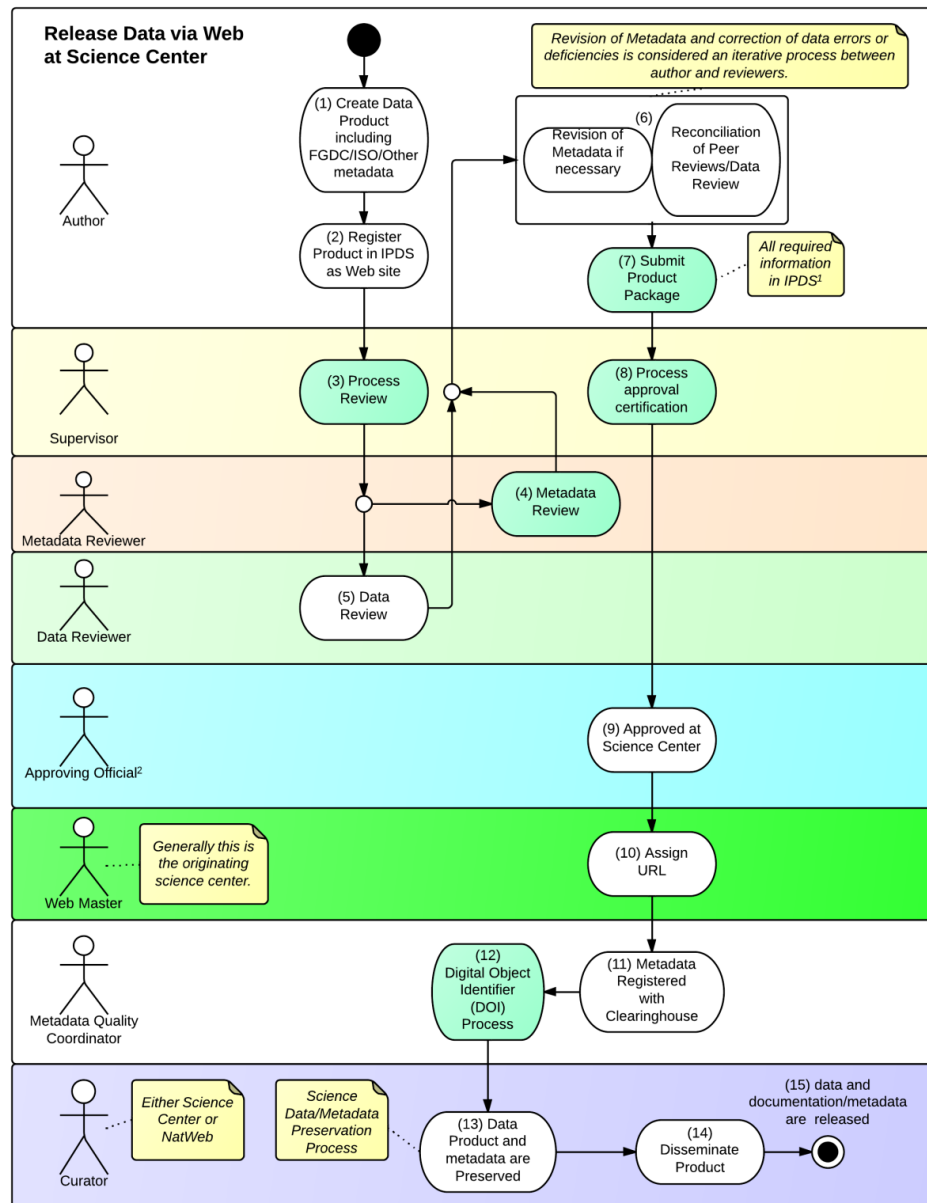 Release Data via Web
at Science Center
Revision of Metadata and correction of data errors or
deficiencies is considered an iterative process between
author and reviewers.
(1) Create Data
Product
including
FGDC/ISO/Other
metadata
(6)
Revision of
Metadata if
necessary
Reconciliation
of Peer
Reviews/Data
Review
Author
(2) Register
Product in IPDS
as Web site
(7) Submit
Product
Package
All required
information
in IPDS¹
Supervisor
(3) Process
Review
(8) Process
approval
certification
Metadata Reviewer
(4) Metadata
Review
Data Reviewer
(5) Data
Review
Approving Official²
(9) Approved at
Science Center
Web Master
Generally this is
the originating
science center.
(10) Assign
URL
Metadata Quality
Coordinator
(12)
Digital Object
Identifier
(DOI)
Process
(11) Metadata
Registered
with
Clearinghouse
Curator
Either Science
Center or
NatWeb
Science
Data/Metadata
Preservation
Process
(13) Data
Product and
metadata are
Preserved
(14)
Disseminate
Product
(15) data and
documentation/metadata
are released